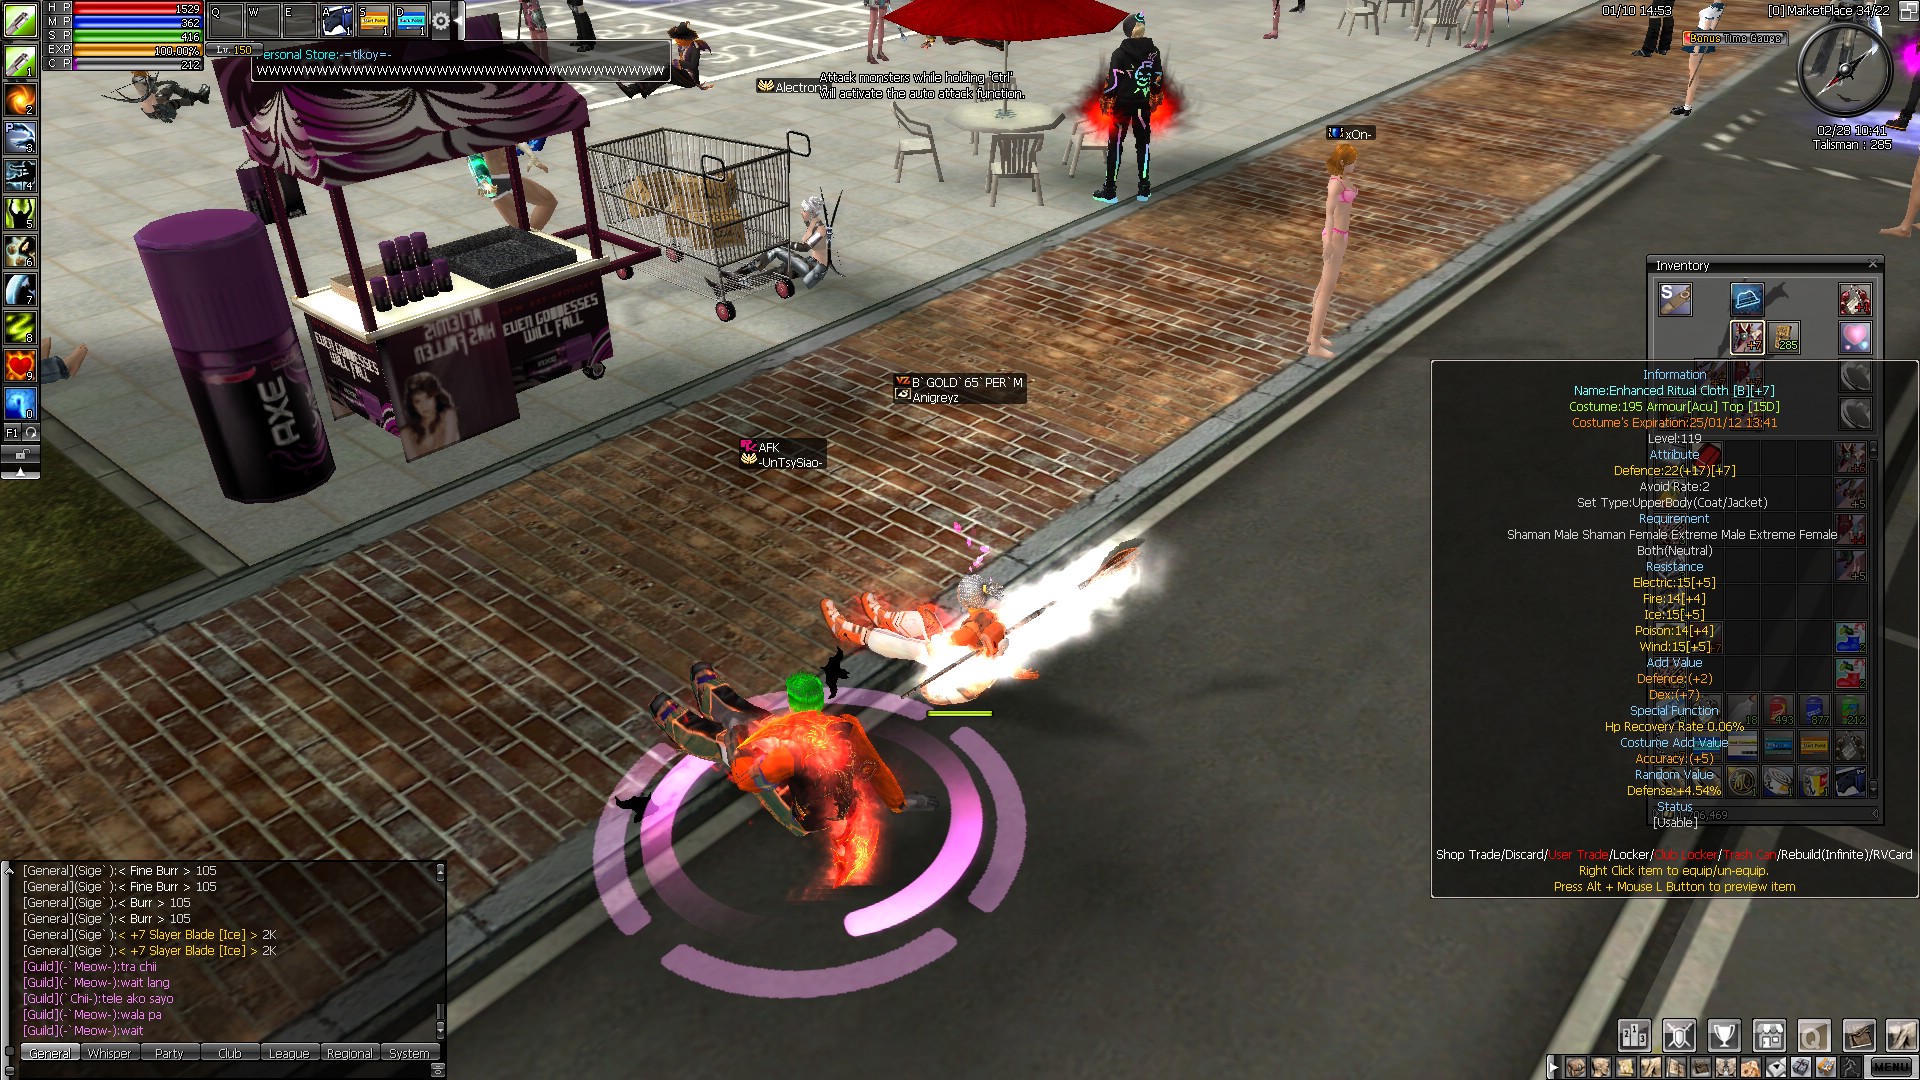 H P 1529
M P 362
S P 416
EXP 100.00%
C P 212
Lv. 150
Q W E A S D
ersonal Store:-=tikoy=-
WWWWWWWWWWWWWWWWWWWWWWWWWWWWWWWWWWWWWWWWWW
Alectrona
Attack monsters while holding 'Ctrl'
will activate the auto attack function.
xOn-
01/10 14:53
[0] MarketPlace 34/22
Bonus Time Gauge
02/28 10:41
Talisman : 285
AXE
EVEN GODDESSES WILL FALL
B`GOLD`65`PER`M
Anigreyz
AFK
-UnTsySiao-
F1
Inventory
+7
285
Information
Name:Enhanced Ritual Cloth [B][+7]
Costume:195 Armour[Acu] Top [15D]
Costume's Expiration:25/01/12 13:41
Level:119
Attribute
Defence:22(+17)[+7]
Avoid Rate:2
Set Type:UpperBody(Coat/Jacket)
Requirement
Shaman Male Shaman Female Extreme Male Extreme Female
Both(Neutral)
Resistance
Electric:15[+5]
Fire:14[+4]
Ice:15[+5]
Poison:14[+4]
Wind:15[+5]
Add Value
Defence:(+2)
Dex:(+7)
Special Function
Hp Recovery Rate 0.06%
Costume Add Value
Accuracy:(+5)
Random Value
Defense:+4.54%
Status
[Usable]
Shop Trade/Discard/User Trade/Locker/Club Locker/Trash Can/Rebuild(Infinite)/RVCard
Right Click item to equip/un-equip.
Press Alt + Mouse L Button to preview item
18 493 877 212
[General](Sige`):< Fine Burr > 105
[General](Sige`):< Fine Burr > 105
[General](Sige`):< Burr > 105
[General](Sige`):< Burr > 105
[General](Sige`):< +7 Slayer Blade [Ice] > 2K
[General](Sige`):< +7 Slayer Blade [Ice] > 2K
[Guild](-`Meow-):tra chii
[Guild](-`Meow-):wait lang
[Guild](`Chii-):tele ako sayo
[Guild](-`Meow-):wala pa
[Guild](-`Meow-):wait
General Whisper Party Club League Regional System
MENU